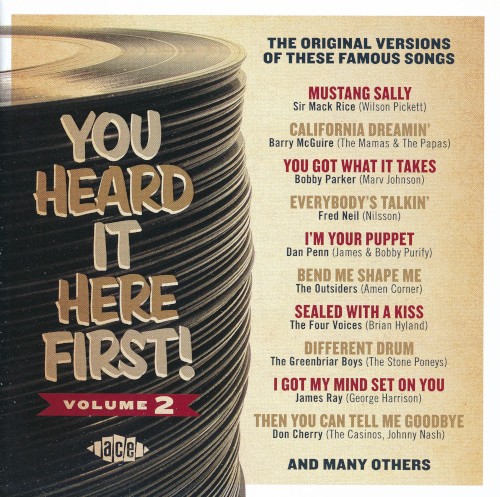 YOU
HEARD
IT
HERE
FIRST!
VOLUME 2
ace
THE ORIGINAL VERSIONS
OF THESE FAMOUS SONGS
MUSTANG SALLY
Sir Mack Rice (Wilson Pickett)
CALIFORNIA DREAMIN'
Barry McGuire (The Mamas & The Papas)
YOU GOT WHAT IT TAKES
Bobby Parker (Marv Johnson)
EVERYBODY'S TALKIN'
Fred Neil (Nilsson)
I'M YOUR PUPPET
Dan Penn (James & Bobby Purify)
BEND ME SHAPE ME
The Outsiders (Amen Corner)
SEALED WITH A KISS
The Four Voices (Brian Hyland)
DIFFERENT DRUM
The Greenbriar Boys (The Stone Poneys)
I GOT MY MIND SET ON YOU
James Ray (George Harrison)
THEN YOU CAN TELL ME GOODBYE
Don Cherry (The Casinos, Johnny Nash)
AND MANY OTHERS